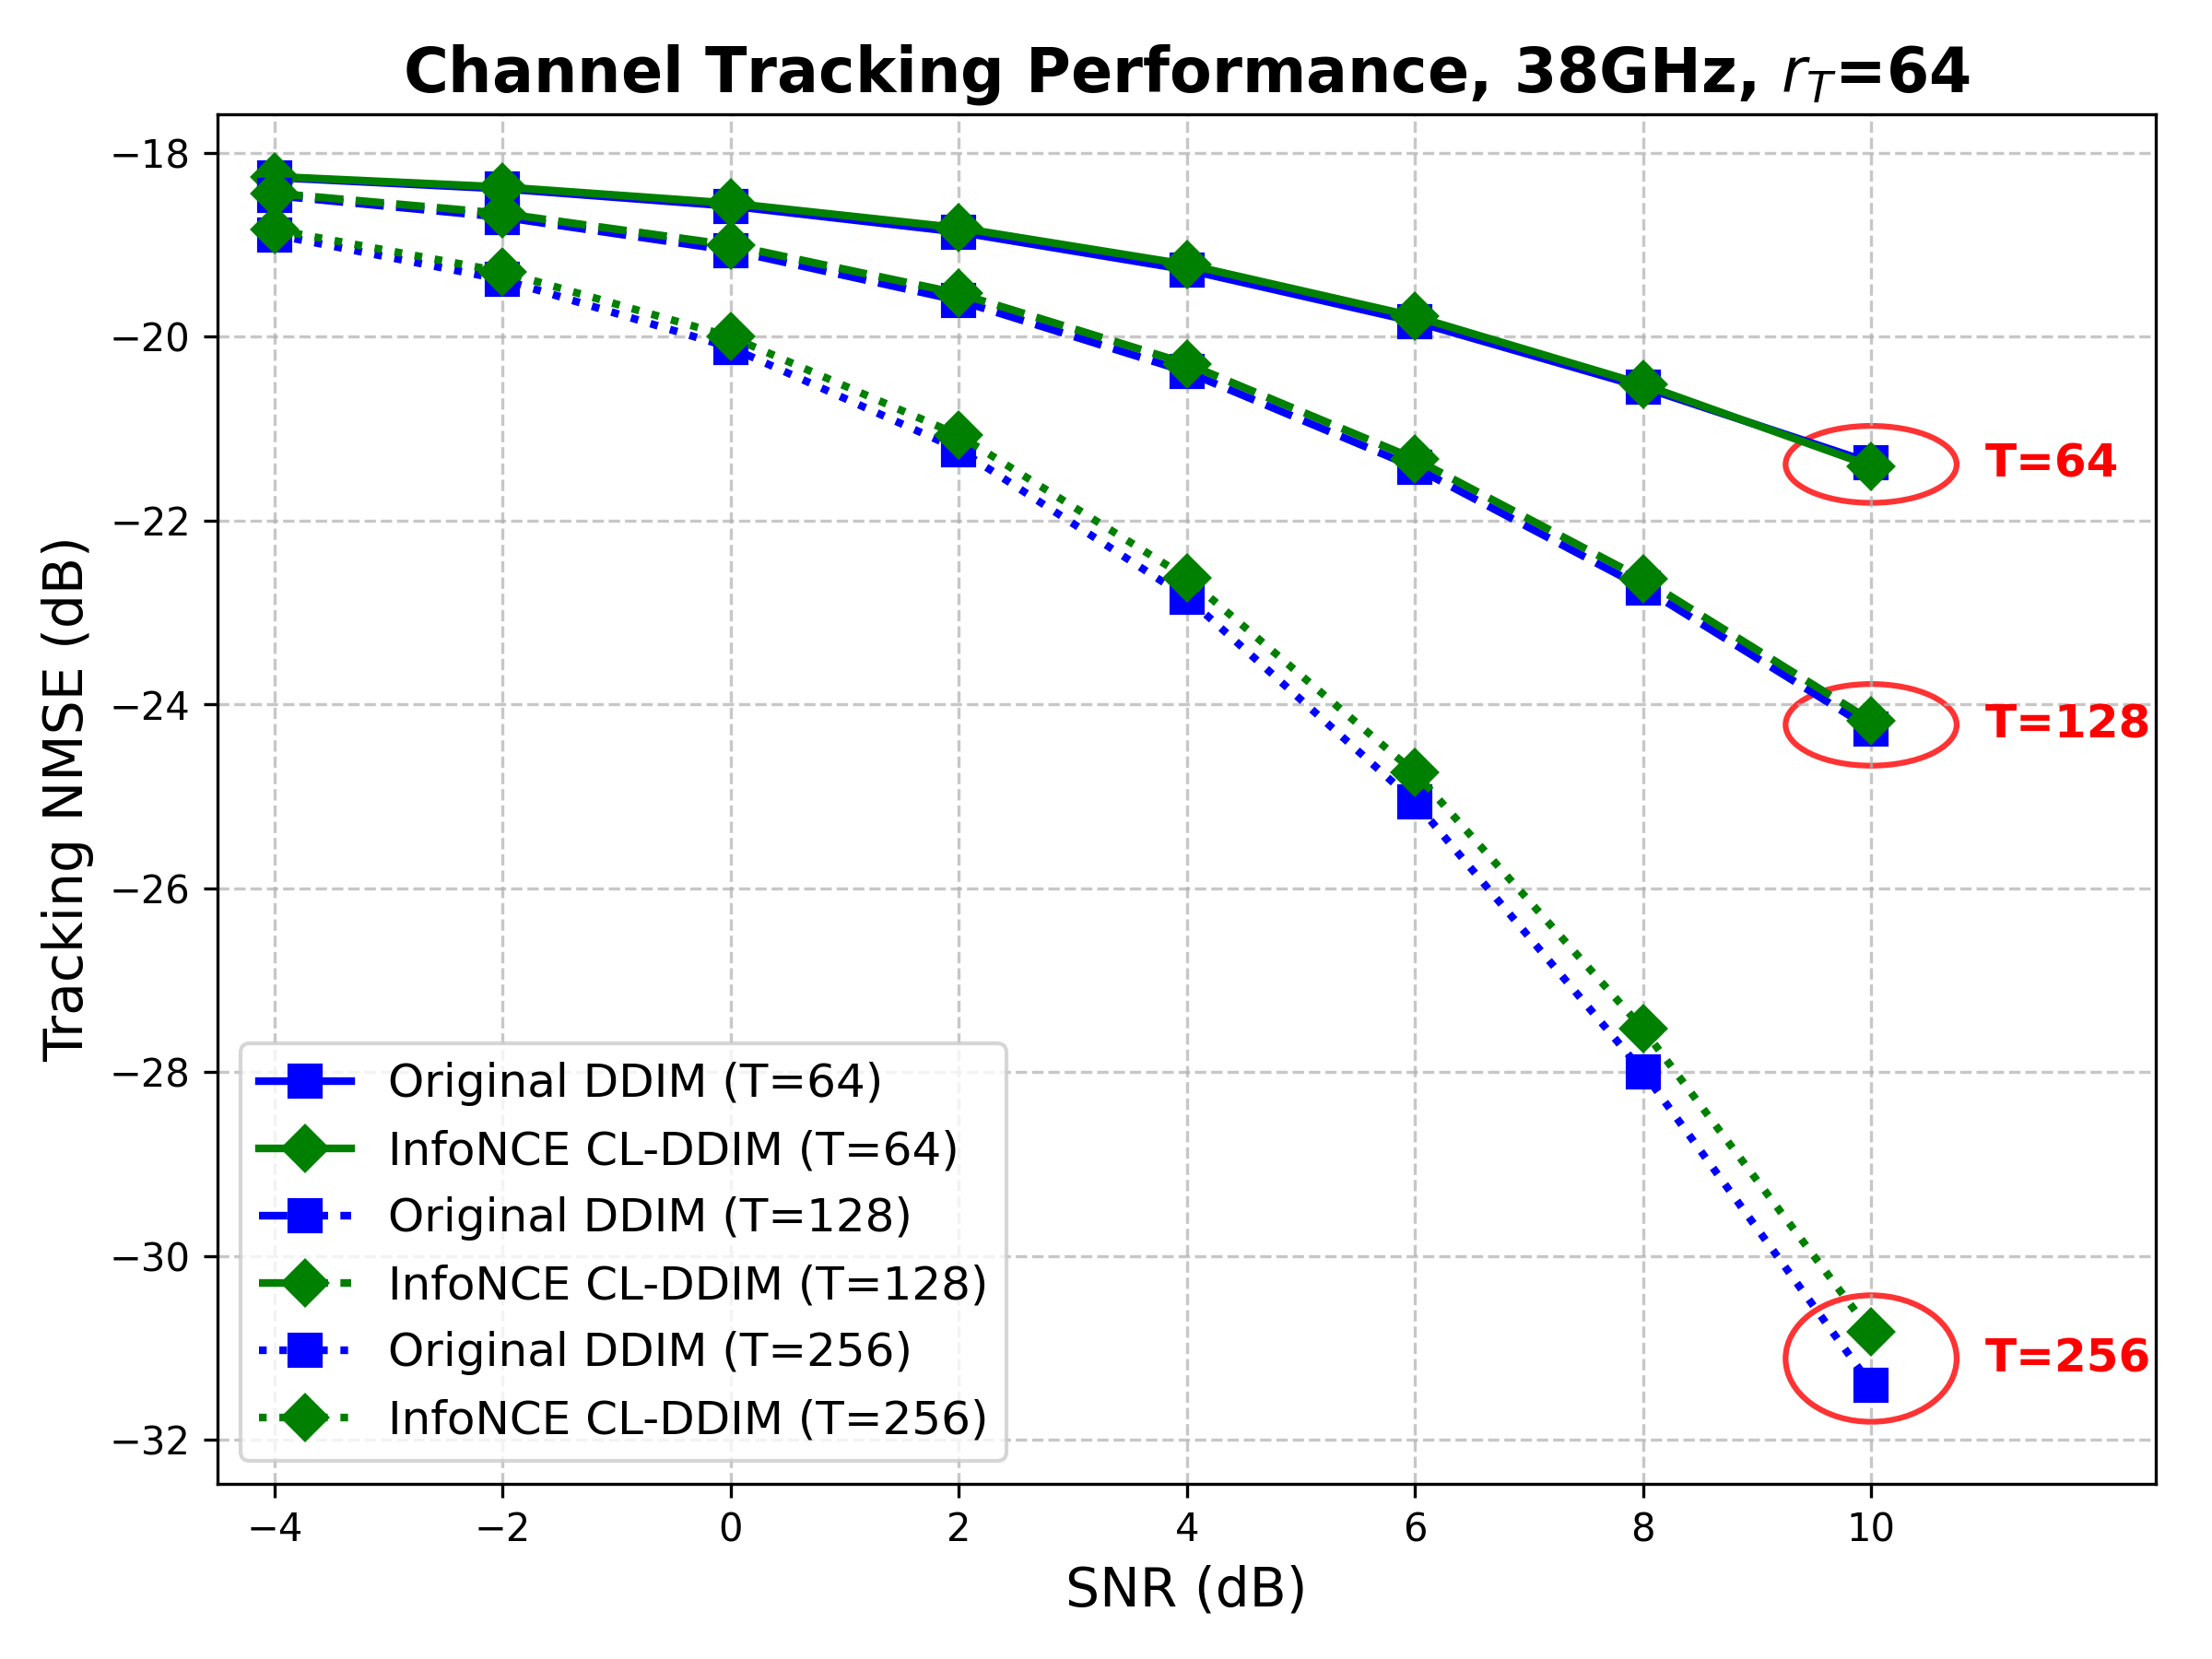 Channel Tracking Performance, 38GHz, r_T=64
Tracking NMSE (dB)
−18
−20
−22
−24
−26
−28
−30
−32
T=64
T=128
T=256
Original DDIM (T=64)
InfoNCE CL-DDIM (T=64)
Original DDIM (T=128)
InfoNCE CL-DDIM (T=128)
Original DDIM (T=256)
InfoNCE CL-DDIM (T=256)
−4 −2 0 2 4 6 8 10
SNR (dB)